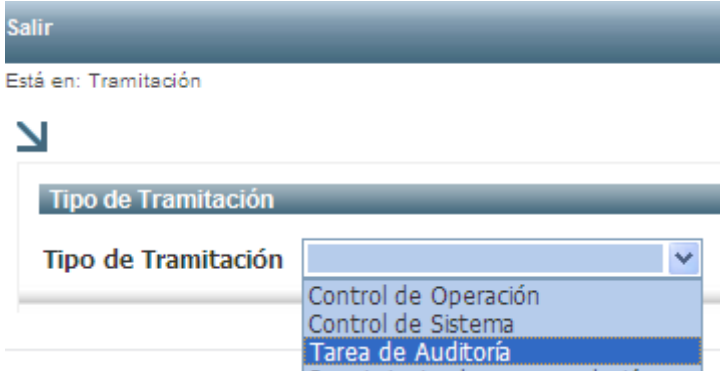 Salir
Está en: Tramitación
Tipo de Tramitación
Tipo de Tramitación
Control de Operación
Control de Sistema
Tarea de Auditoría